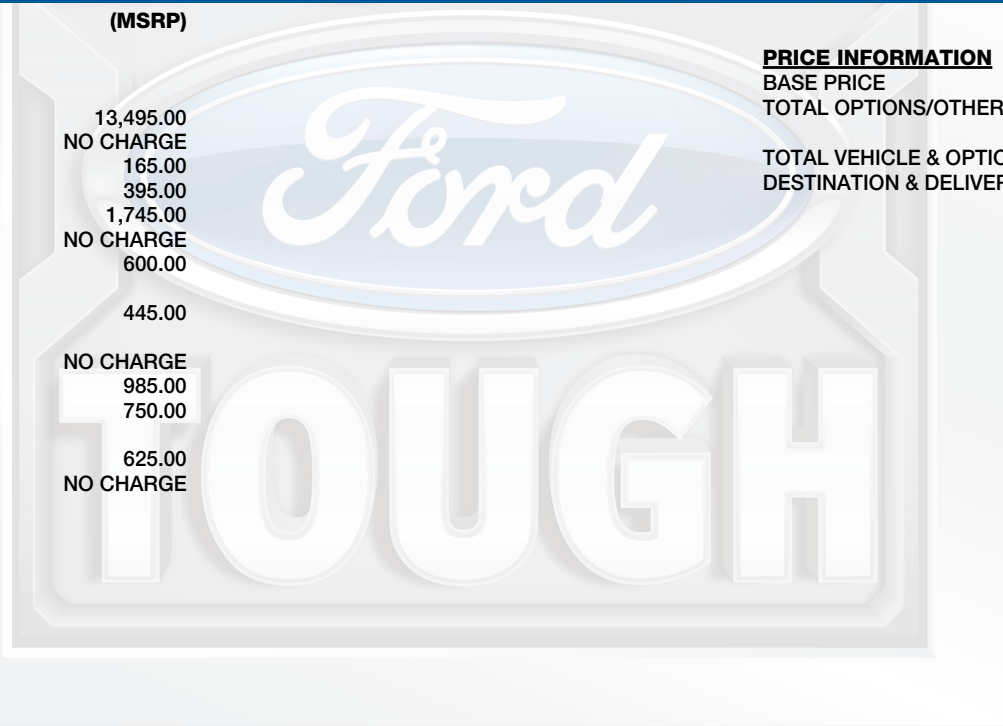 (MSRP)
13,495.00
NO CHARGE
165.00
395.00
1,745.00
NO CHARGE
600.00
445.00
NO CHARGE
985.00
750.00
625.00
NO CHARGE
PRICE INFORMATION
BASE PRICE
TOTAL OPTIONS/OTHER
TOTAL VEHICLE & OPTIO
DESTINATION & DELIVER
Ford
TOUGH